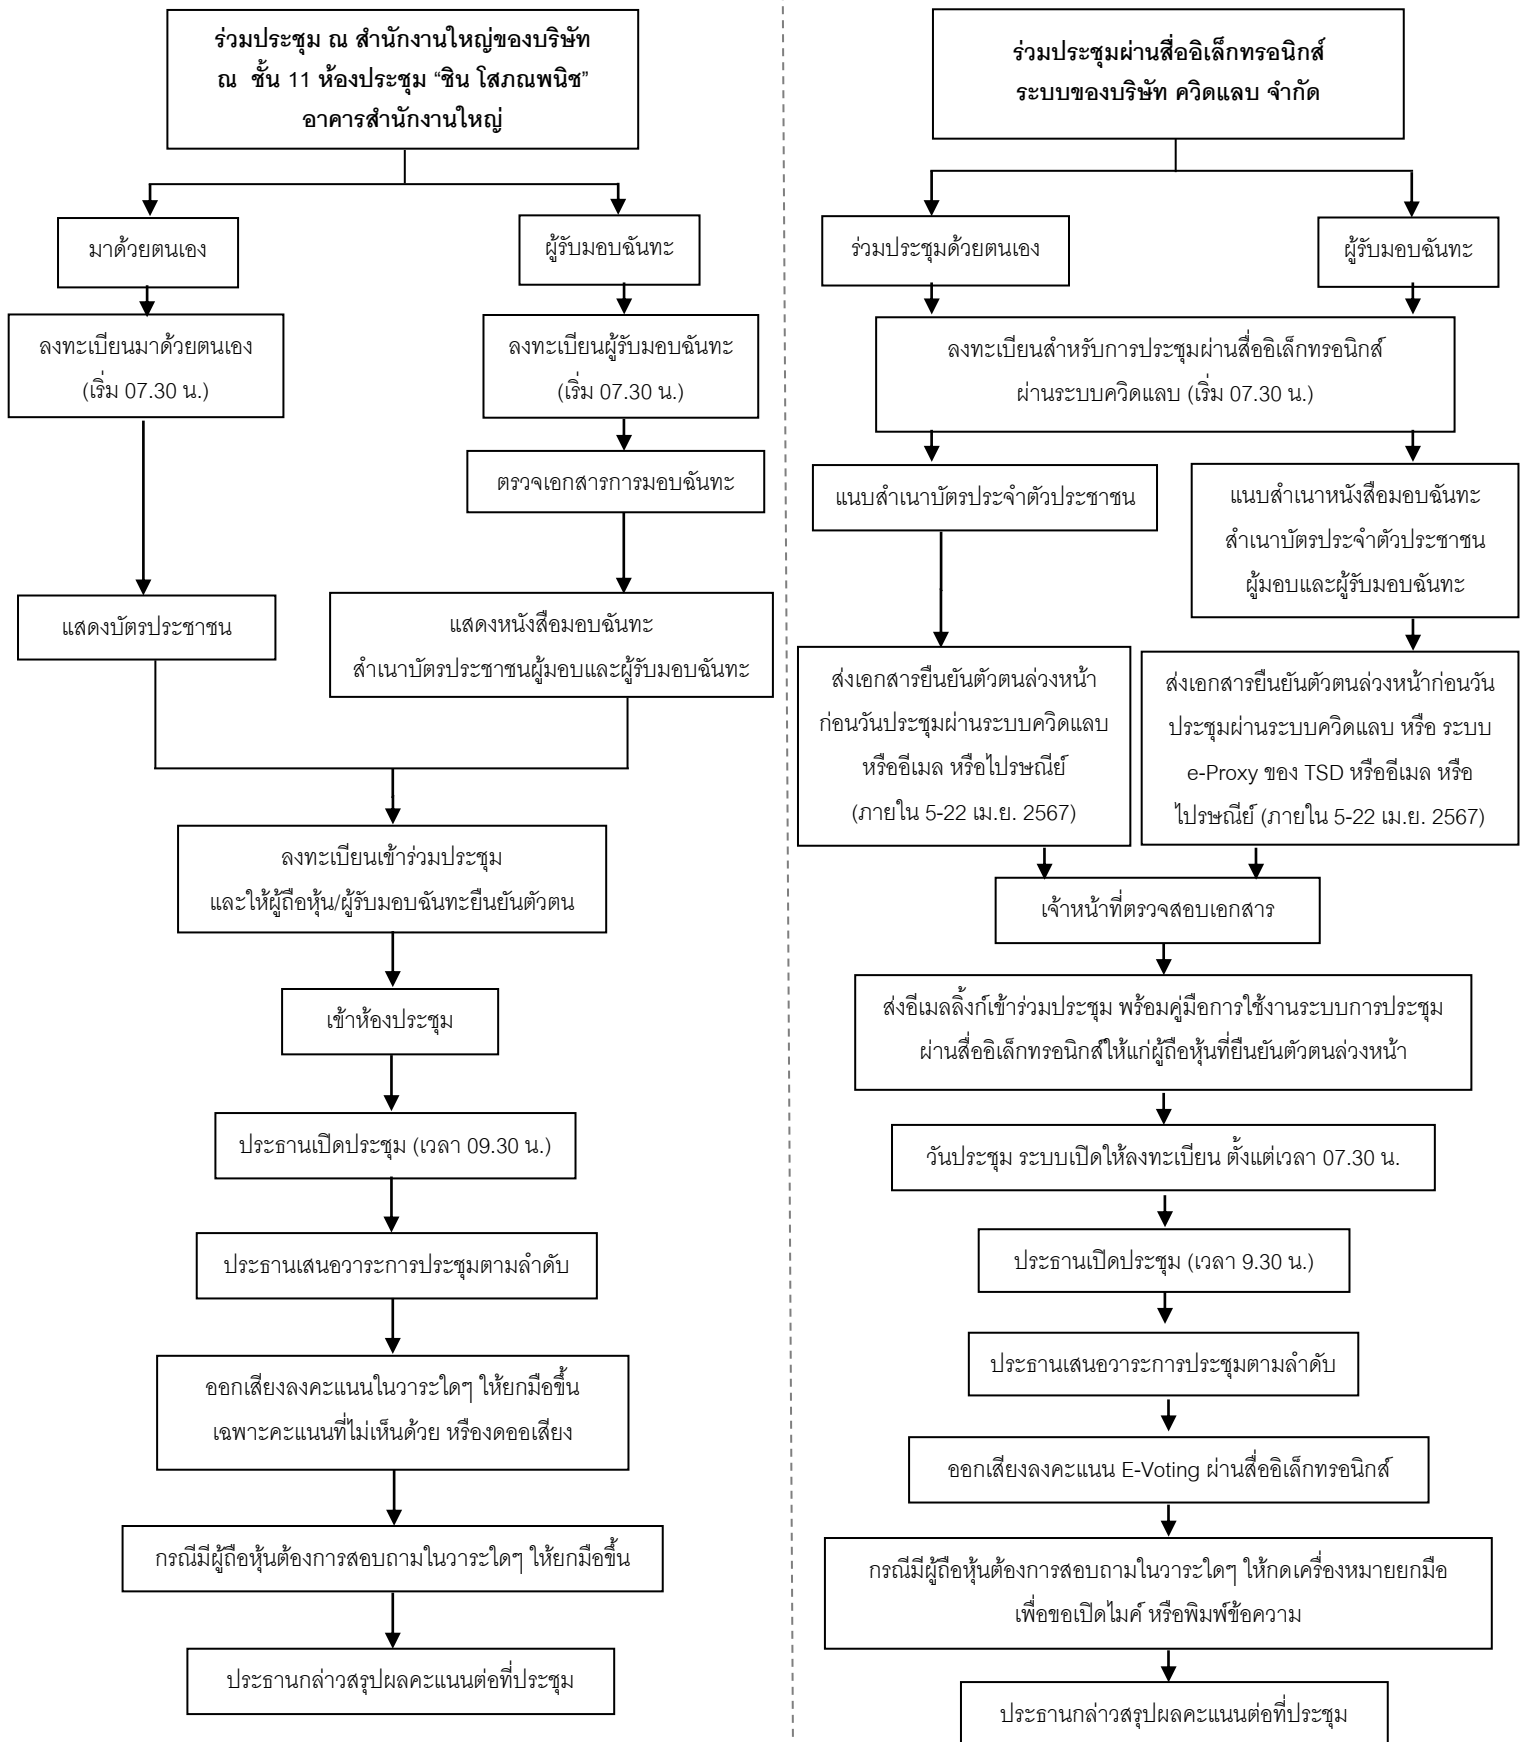 ร่วมประชุม ณ สำนักงานใหญ่ของบริษัท
ณ ชั้น 11 ห้องประชุม “ชิน โสภณพนิช”
อาคารสำนักงานใหญ่
มาด้วยตนเอง
ผู้รับมอบฉันทะ
ลงทะเบียนมาด้วยตนเอง
(เริ่ม 07.30 น.)
ลงทะเบียนผู้รับมอบฉันทะ
(เริ่ม 07.30 น.)
ตรวจเอกสารการมอบฉันทะ
แสดงบัตรประชาชน
แสดงหนังสือมอบฉันทะ
สำเนาบัตรประชาชนผู้มอบและผู้รับมอบฉันทะ
ลงทะเบียนเข้าร่วมประชุม
และให้ผู้ถือหุ้น/ผู้รับมอบฉันทะยืนยันตัวตน
เข้าห้องประชุม
ประธานเปิดประชุม (เวลา 09.30 น.)
ประธานเสนอวาระการประชุมตามลำดับ
ออกเสียงลงคะแนนในวาระใดๆ ให้ยกมือขึ้น
เฉพาะคะแนนที่ไม่เห็นด้วย หรืองดออเสียง
กรณีมีผู้ถือหุ้นต้องการสอบถามในวาระใดๆ ให้ยกมือขึ้น
ประธานกล่าวสรุปผลคะแนนต่อที่ประชุม
ร่วมประชุมผ่านสื่ออิเล็กทรอนิกส์
ระบบของบริษัท ควิดแลบ จำกัด
ร่วมประชุมด้วยตนเอง
ผู้รับมอบฉันทะ
ลงทะเบียนสำหรับการประชุมผ่านสื่ออิเล็กทรอนิกส์
ผ่านระบบควิดแลบ (เริ่ม 07.30 น.)
แนบสำเนาบัตรประจำตัวประชาชน
แนบสำเนาหนังสือมอบฉันทะ
สำเนาบัตรประจำตัวประชาชน
ผู้มอบและผู้รับมอบฉันทะ
ส่งเอกสารยืนยันตัวตนล่วงหน้า
ก่อนวันประชุมผ่านระบบควิดแลบ
หรืออีเมล หรือไปรษณีย์
(ภายใน 5-22 เม.ย. 2567)
ส่งเอกสารยืนยันตัวตนล่วงหน้าก่อนวัน
ประชุมผ่านระบบควิดแลบ หรือ ระบบ
e-Proxy ของ TSD หรืออีเมล หรือ
ไปรษณีย์ (ภายใน 5-22 เม.ย. 2567)
เจ้าหน้าที่ตรวจสอบเอกสาร
ส่งอีเมลลิ้งก์เข้าร่วมประชุม พร้อมคู่มือการใช้งานระบบการประชุม
ผ่านสื่ออิเล็กทรอนิกส์ให้แก่ผู้ถือหุ้นที่ยืนยันตัวตนล่วงหน้า
วันประชุม ระบบเปิดให้ลงทะเบียน ตั้งแต่เวลา 07.30 น.
ประธานเปิดประชุม (เวลา 9.30 น.)
ประธานเสนอวาระการประชุมตามลำดับ
ออกเสียงลงคะแนน E-Voting ผ่านสื่ออิเล็กทรอนิกส์
กรณีมีผู้ถือหุ้นต้องการสอบถามในวาระใดๆ ให้กดเครื่องหมายยกมือ
เพื่อขอเปิดไมค์ หรือพิมพ์ข้อความ
ประธานกล่าวสรุปผลคะแนนต่อที่ประชุม